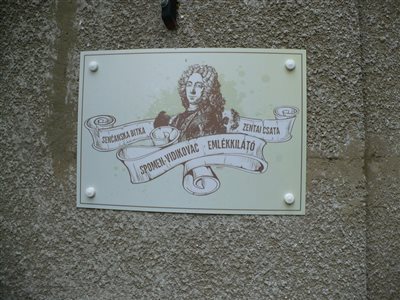 SENĆANSKA BITKA
ZENTAI CSATA
SPOMEN-VIDIKOVAC · EMLÉKKILÁTÓ